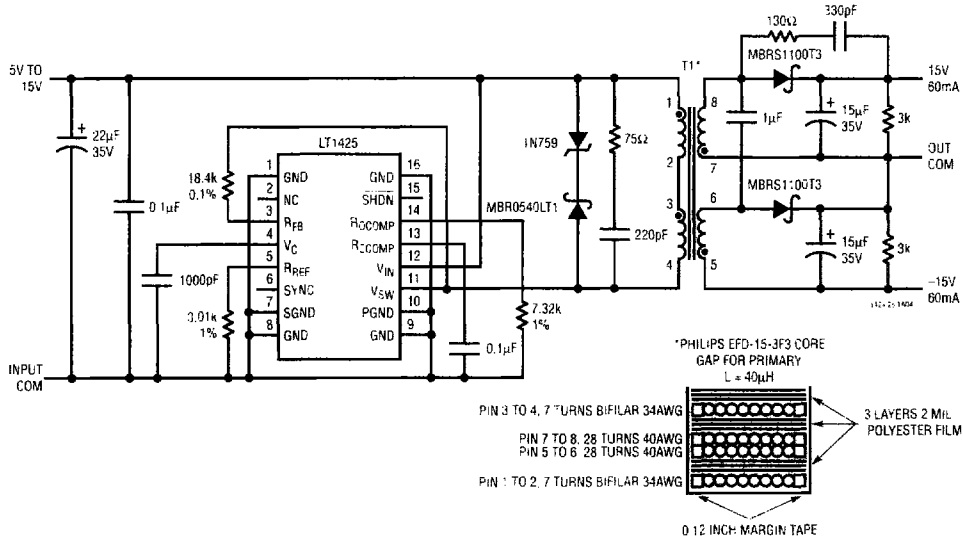 330pF
130Ω
MBRS1100T3
5V TO
15V
T1*
15V
60mA
22µF
35V
LT1425
1
8
1µF
15µF
35V
3k
IN759
75Ω
18.4k
0.1%
1 GND
GND 16
2 NC
SHDN 15
3 RFB
ROCOMP 14
4 VC
RCCOMP 13
5 RREF
VIN 12
6 SYNC
VSW 11
7 SGND
PGND 10
8 GND
GND 9
2
7
OUT
COM
MBRS1100T3
0.1µF
MBR0540LT1
3
6
220pF
15µF
35V
3k
1000pF
4
5
3.01k
1%
7.32k
1%
0.1µF
–15V
60mA
INPUT
COM
*PHILIPS EFD-15-3F3 CORE
GAP FOR PRIMARY
L = 40µH
PIN 3 TO 4, 7 TURNS BIFILAR 34AWG
3 LAYERS 2 MIL
POLYESTER FILM
PIN 7 TO 8, 28 TURNS 40AWG
PIN 5 TO 6, 28 TURNS 40AWG
PIN 1 TO 2, 7 TURNS BIFILAR 34AWG
0.12 INCH MARGIN TAPE